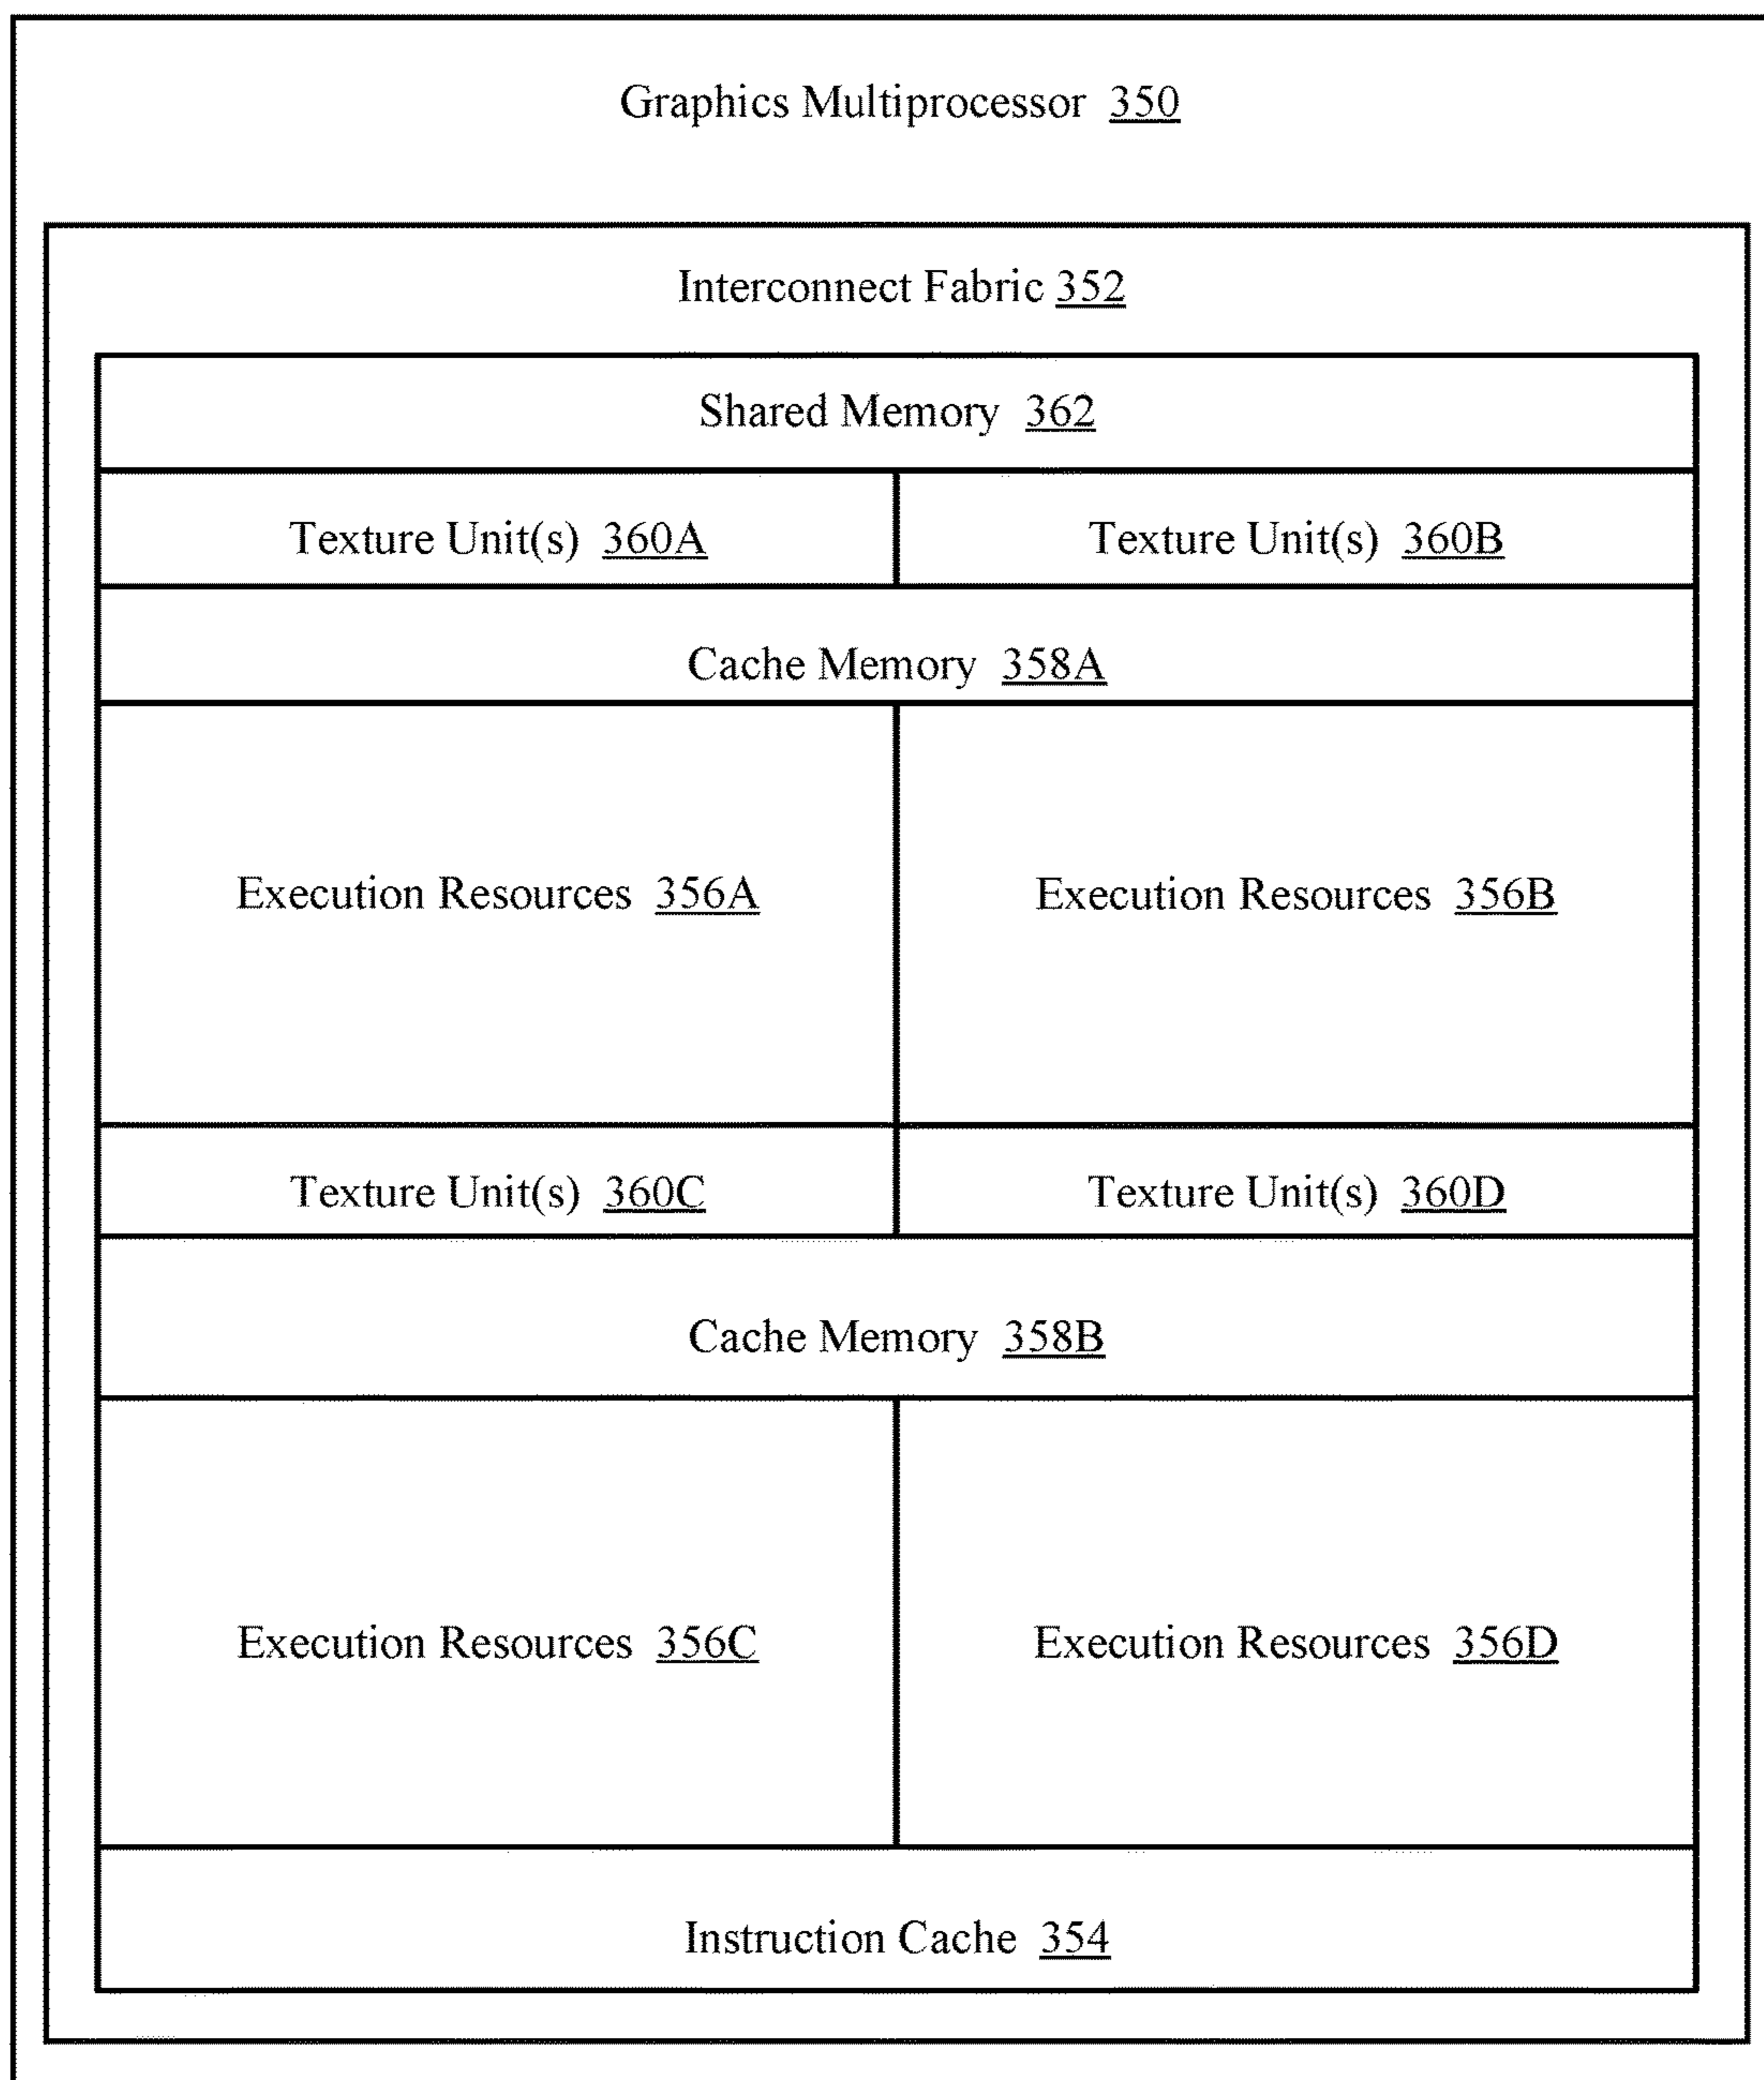 Graphics Multiprocessor 350
Interconnect Fabric 352
Shared Memory 362
Texture Unit(s) 360A
Texture Unit(s) 360B
Cache Memory 358A
Execution Resources 356A
Execution Resources 356B
Texture Unit(s) 360C
Texture Unit(s) 360D
Cache Memory 358B
Execution Resources 356C
Execution Resources 356D
Instruction Cache 354